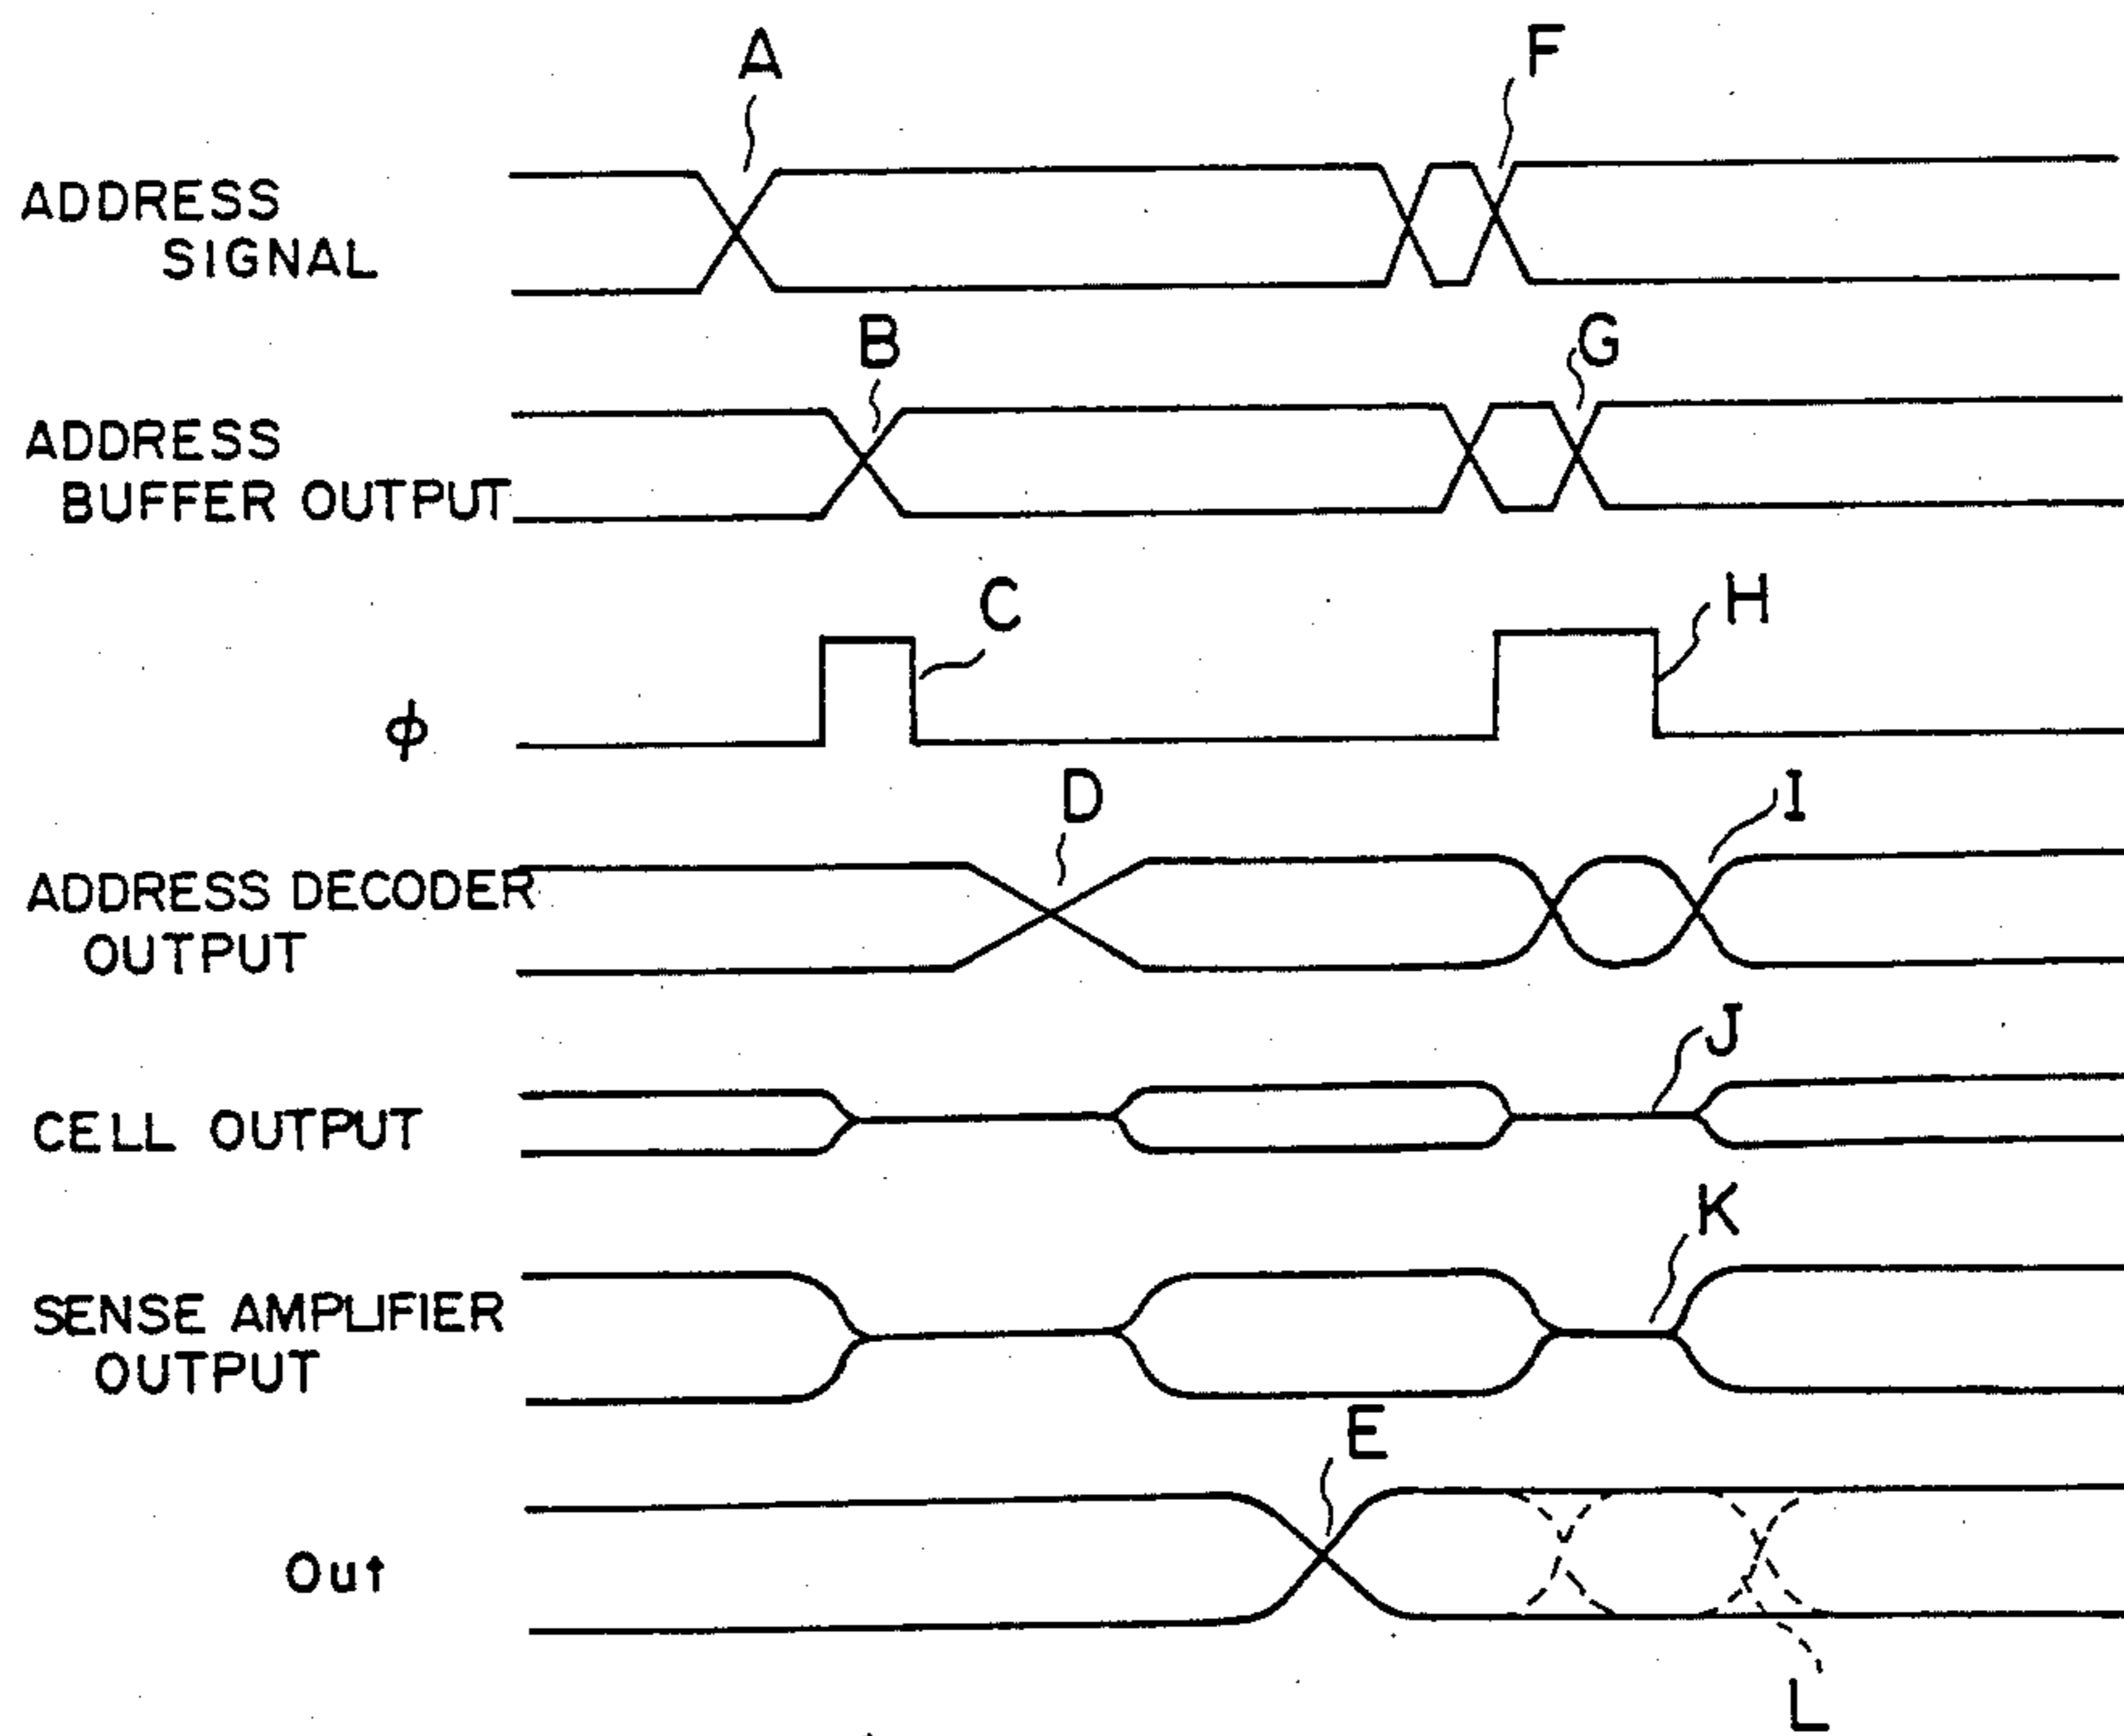 A
F
ADDRESS
SIGNAL
B
G
ADDRESS
BUFFER OUTPUT
C
H
ϕ
D
I
ADDRESS DECODER
OUTPUT
J
CELL OUTPUT
K
SENSE AMPLIFIER
OUTPUT
E
Out
L